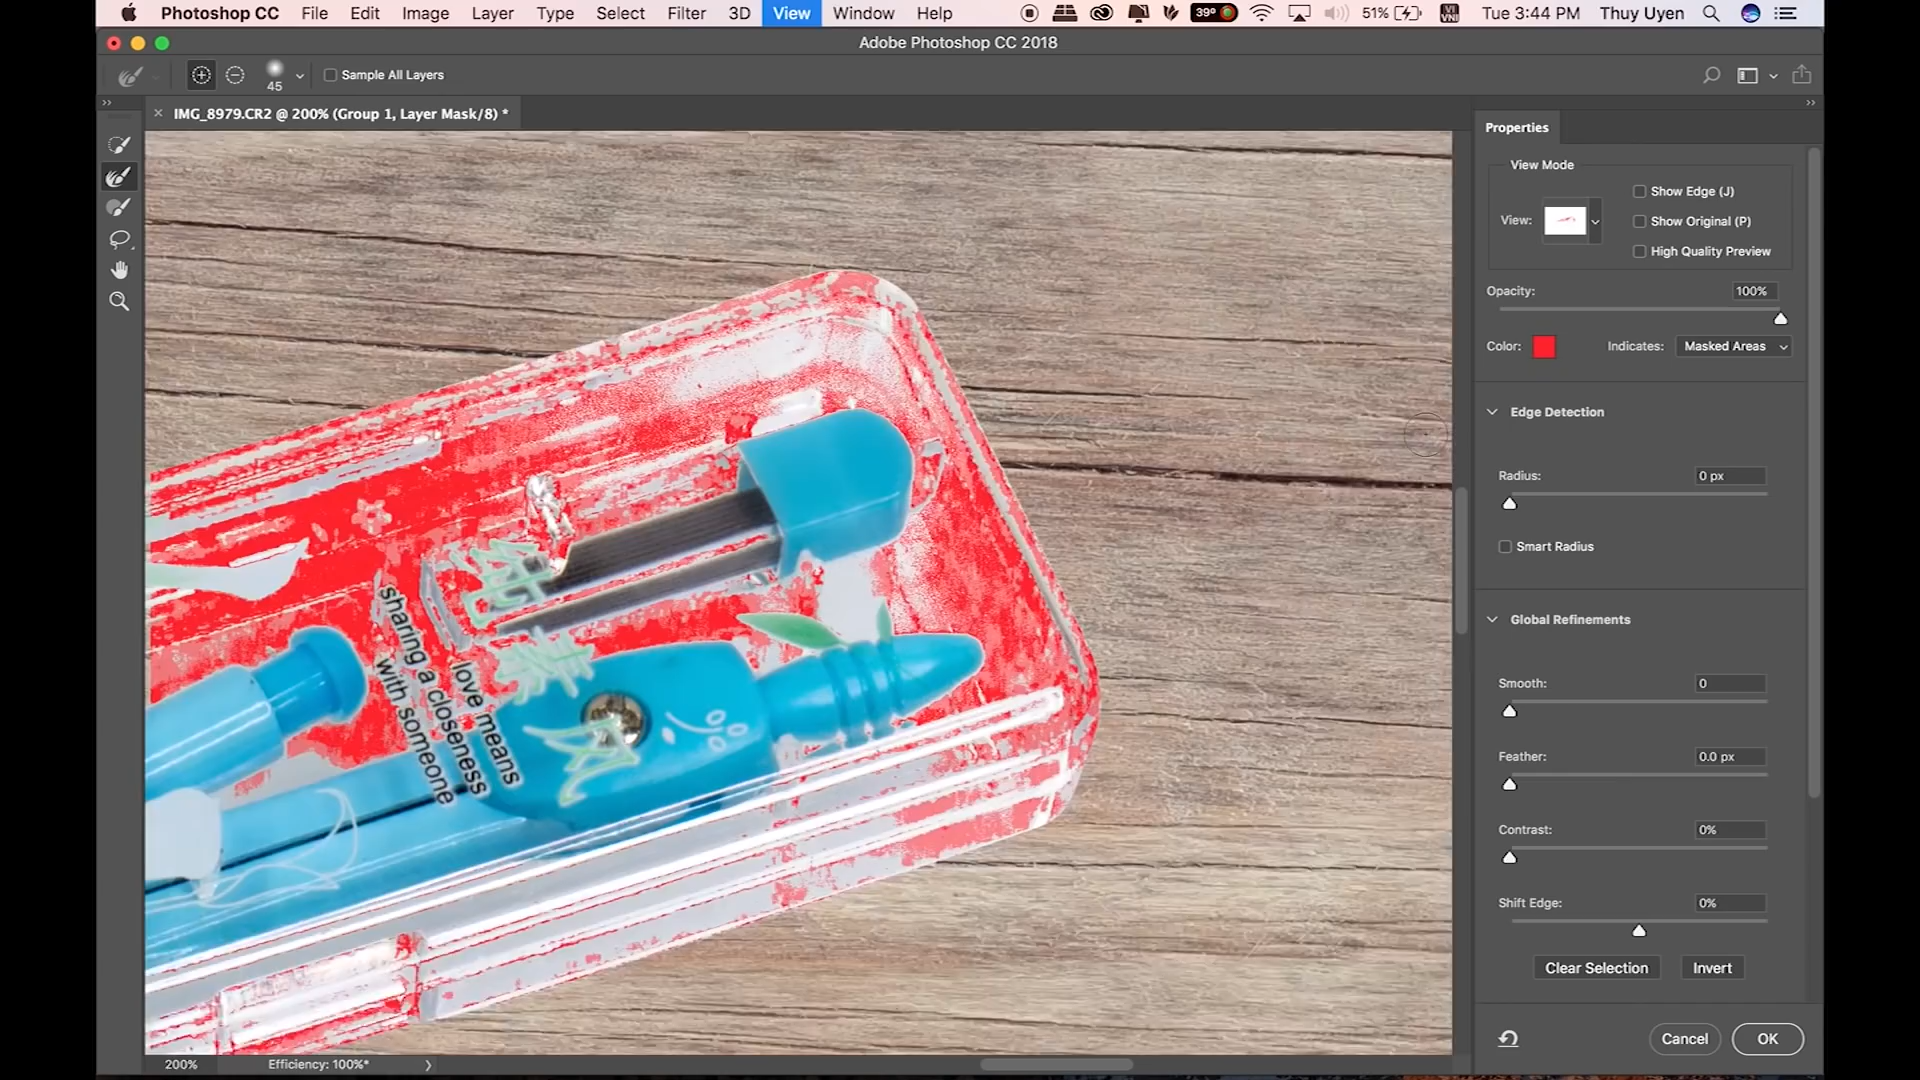 Photoshop CC File Edit Image Layer Type Select Filter 3D View Window Help 39° 51% VI VNI Tue 3:44 PM Thuy Uyen
Adobe Photoshop CC 2018
45 Sample All Layers
IMG_8979.CR2 @ 200% (Group 1, Layer Mask/8) *
Properties
View Mode
Show Edge (J)
View: Show Original (P)
High Quality Preview
Opacity: 100%
Color: Indicates: Masked Areas
Edge Detection
Radius: 0 px
Smart Radius
Global Refinements
Smooth: 0
Feather: 0.0 px
Contrast: 0%
Shift Edge: 0%
Clear Selection Invert
Cancel OK
love means
sharing a closeness
with someone
200% Efficiency: 100%*